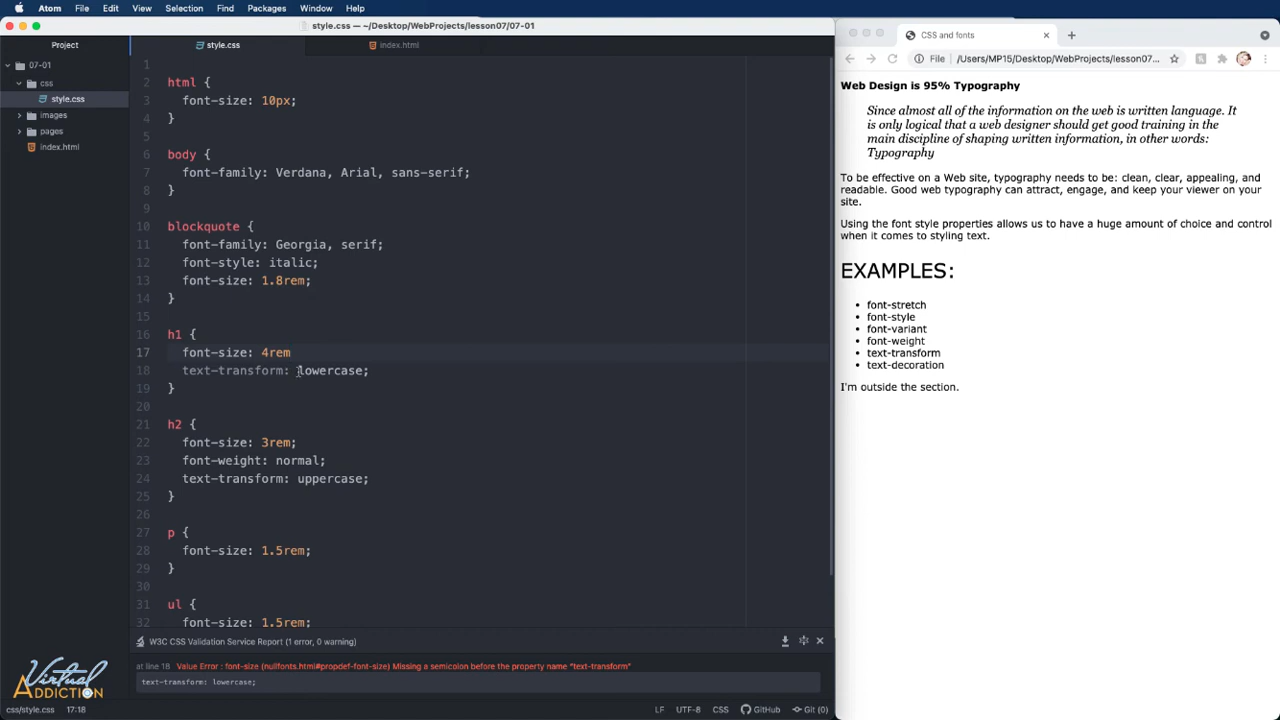 Atom File Edit View Selection Find Packages Window Help
style.css — ~/Desktop/WebProjects/lesson07/07-01
Project
style.css
index.html
07-01
css
style.css
images
pages
index.html
1
2 html {
3 font-size: 10px;
4 }
5
6 body {
7 font-family: Verdana, Arial, sans-serif;
8 }
9
10 blockquote {
11 font-family: Georgia, serif;
12 font-style: italic;
13 font-size: 1.8rem;
14 }
15
16 h1 {
17 font-size: 4rem
18 text-transform: lowercase;
19 }
20
21 h2 {
22 font-size: 3rem;
23 font-weight: normal;
24 text-transform: uppercase;
25 }
26
27 p {
28 font-size: 1.5rem;
29 }
30
31 ul {
32 font-size: 1.5rem;
W3C CSS Validation Service Report (1 error, 0 warning)
at line 18 Value Error : font-size (nullfonts.html#propdef-font-size) Missing a semicolon before the property name "text-transform"
text-transform: lowercase;
css/style.css 17:18
LF UTF-8 CSS GitHub Git (0)
Virtual
ADDICTION
CSS and fonts
File /Users/MP15/Desktop/WebProjects/lesson07...
Web Design is 95% Typography
Since almost all of the information on the web is written language. It
is only logical that a web designer should get good training in the
main discipline of shaping written information, in other words:
Typography
To be effective on a Web site, typography needs to be: clean, clear, appealing, and
readable. Good web typography can attract, engage, and keep your viewer on your
site.
Using the font style properties allows us to have a huge amount of choice and control
when it comes to styling text.
EXAMPLES:
• font-stretch
• font-style
• font-variant
• font-weight
• text-transform
• text-decoration
I'm outside the section.